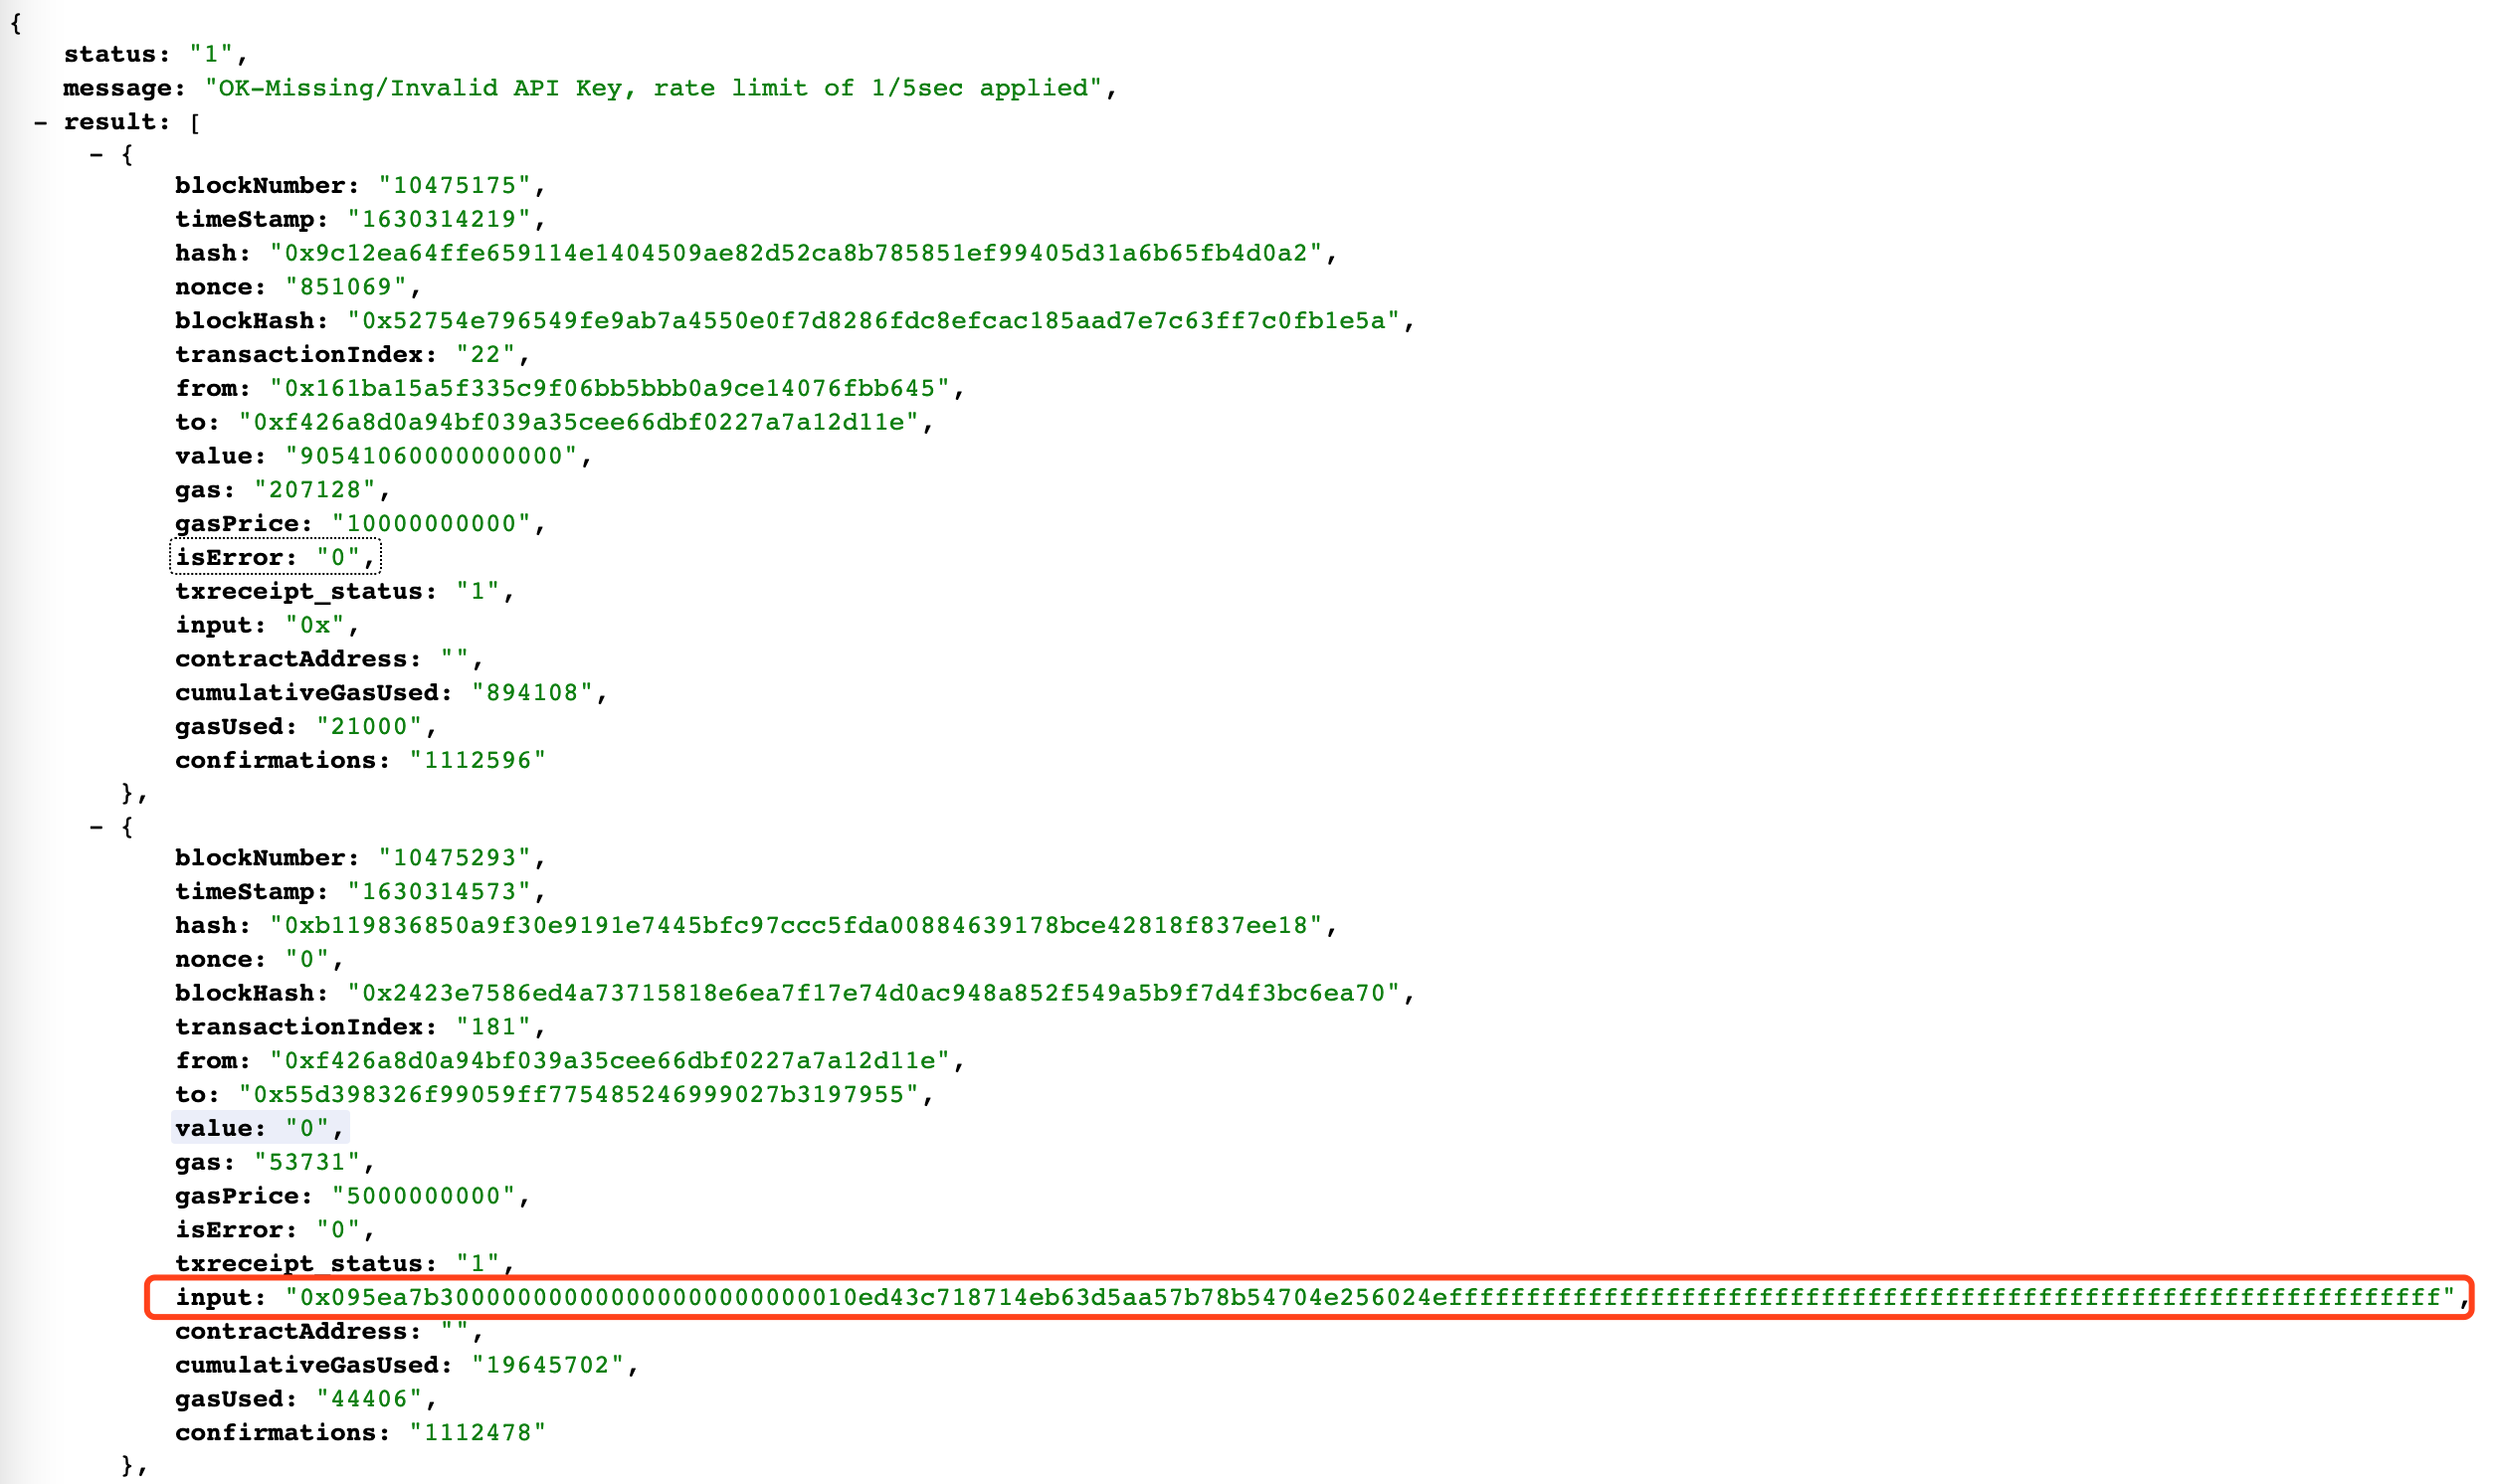 {
status: "1",
message: "OK-Missing/Invalid API Key, rate limit of 1/5sec applied",
- result: [
- {
blockNumber: "10475175",
timeStamp: "1630314219",
hash: "0x9c12ea64ffe659114e1404509ae82d52ca8b785851ef99405d31a6b65fb4d0a2",
nonce: "851069",
blockHash: "0x52754e796549fe9ab7a4550e0f7d8286fdc8efcac185aad7e7c63ff7c0fb1e5a",
transactionIndex: "22",
from: "0x161ba15a5f335c9f06bb5bbb0a9ce14076fbb645",
to: "0xf426a8d0a94bf039a35cee66dbf0227a7a12d11e",
value: "90541060000000000",
gas: "207128",
gasPrice: "10000000000",
isError: "0",
txreceipt_status: "1",
input: "0x",
contractAddress: "",
cumulativeGasUsed: "894108",
gasUsed: "21000",
confirmations: "1112596"
},
- {
blockNumber: "10475293",
timeStamp: "1630314573",
hash: "0xb119836850a9f30e9191e7445bfc97ccc5fda00884639178bce42818f837ee18",
nonce: "0",
blockHash: "0x2423e7586ed4a73715818e6ea7f17e74d0ac948a852f549a5b9f7d4f3bc6ea70",
transactionIndex: "181",
from: "0xf426a8d0a94bf039a35cee66dbf0227a7a12d11e",
to: "0x55d398326f99059ff775485246999027b3197955",
value: "0",
gas: "53731",
gasPrice: "5000000000",
isError: "0",
txreceipt_status: "1",
input: "0x095ea7b300000000000000000000000010ed43c718714eb63d5aa57b78b54704e256024effffffffffffffffffffffffffffffffffffffffffffffffffffffffffffffff",
contractAddress: "",
cumulativeGasUsed: "19645702",
gasUsed: "44406",
confirmations: "1112478"
},